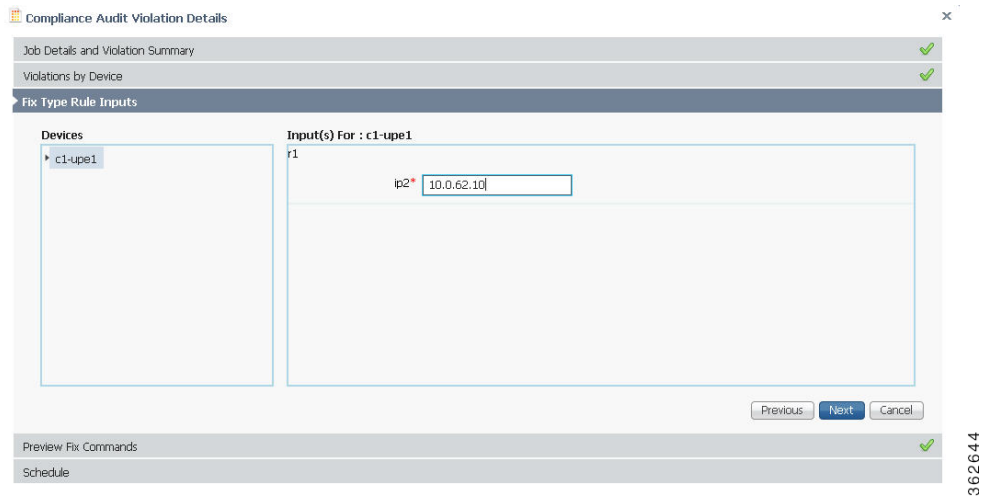 Compliance Audit Violation Details
Job Details and Violation Summary
Violations by Device
Fix Type Rule Inputs
Devices
c1-upe1
Input(s) For : c1-upe1
r1
ip2* 10.0.62.10
Previous Next Cancel
Preview Fix Commands
Schedule
362644